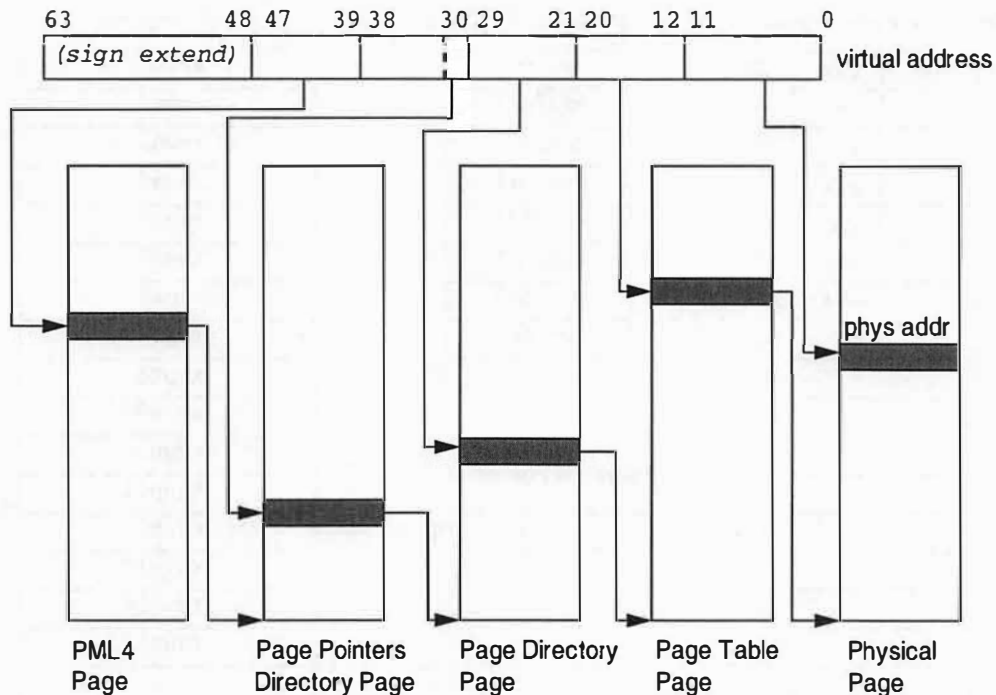 63 48 47 39 38 30 29 21 20 12 11 0
(sign extend)
virtual address
phys addr
PML4
Page
Page Pointers
Directory Page
Page Directory
Page
Page Table
Page
Physical
Page